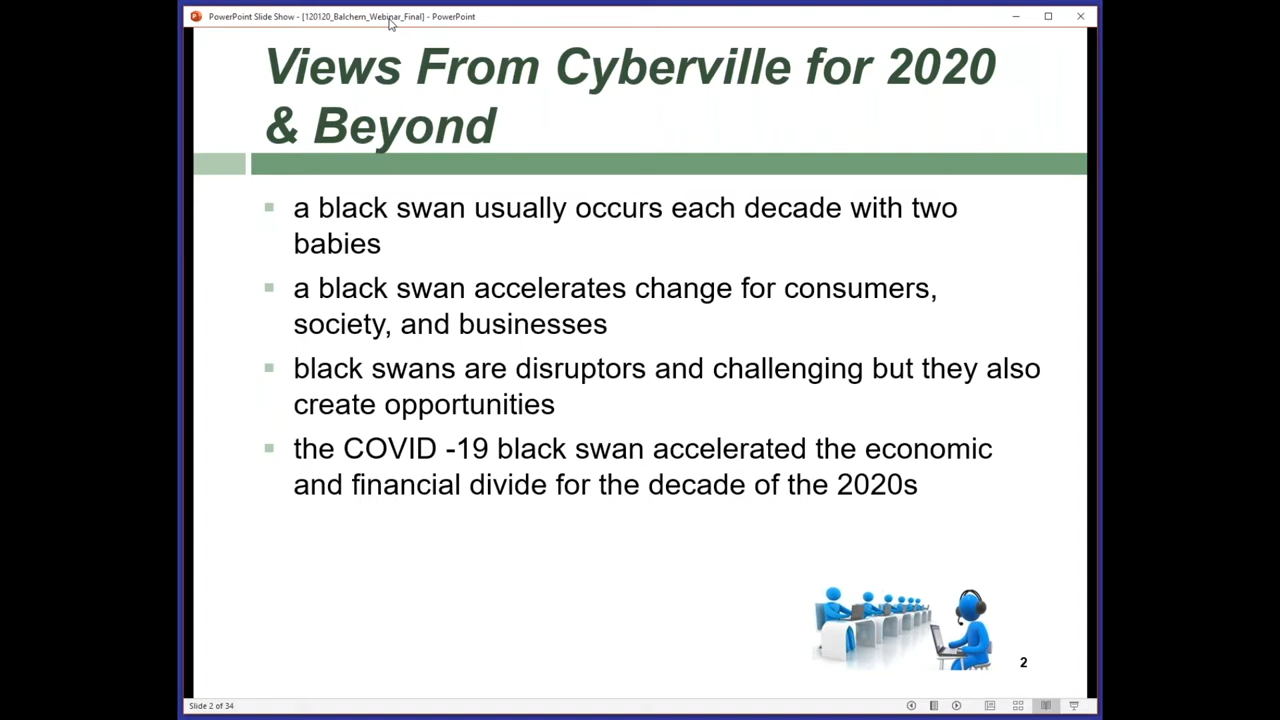 PowerPoint Slide Show - [120120_Balchem_Webinar_Final] - PowerPoint
Views From Cyberville for 2020
& Beyond
a black swan usually occurs each decade with two
babies
a black swan accelerates change for consumers,
society, and businesses
black swans are disruptors and challenging but they also
create opportunities
the COVID -19 black swan accelerated the economic
and financial divide for the decade of the 2020s
2
Slide 2 of 34